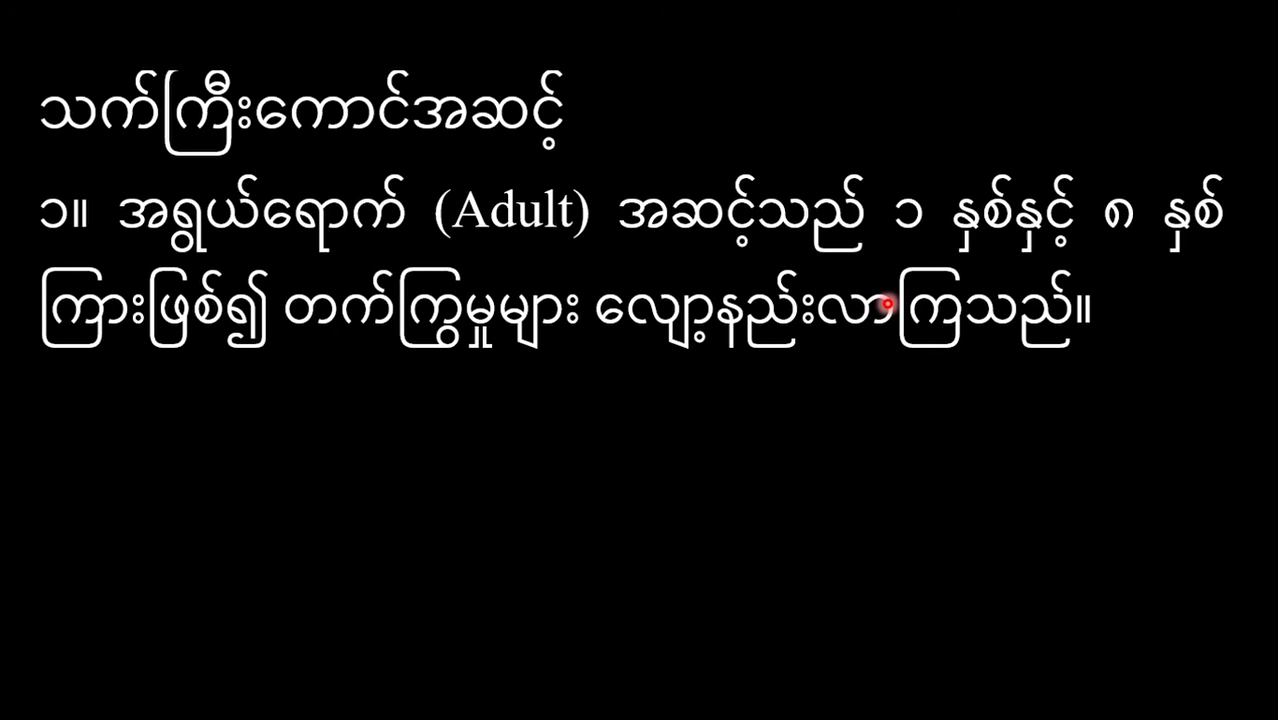 သက်ကြီးကောင်အဆင့်
၁။ အရွယ်ရောက် (Adult) အဆင့်သည် ၁ နှစ်နှင့် ၈ နှစ်
ကြားဖြစ်၍ တက်ကြွမှုများ လျော့နည်းလာကြသည်။